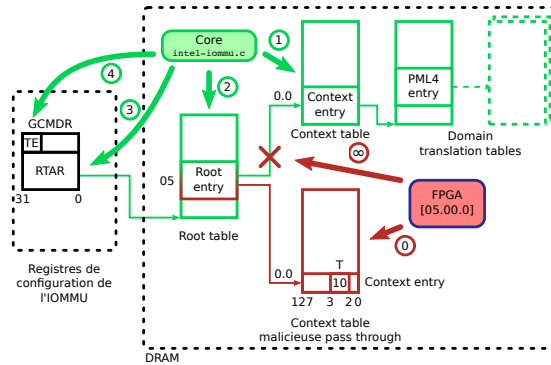 Core
intel-iommu.c
1
4
2
3
PML4
entry
0.0
Context
entry
GCMDR
TE
Context table
Domain
translation tables
∞
RTAR
Root
entry
05
FPGA
[05.00.0]
31
0
Root table
0
T
Registres de
configuration de
l'IOMMU
0.0
10
Context entry
127
3
2
0
Context table
malicieuse pass through
DRAM